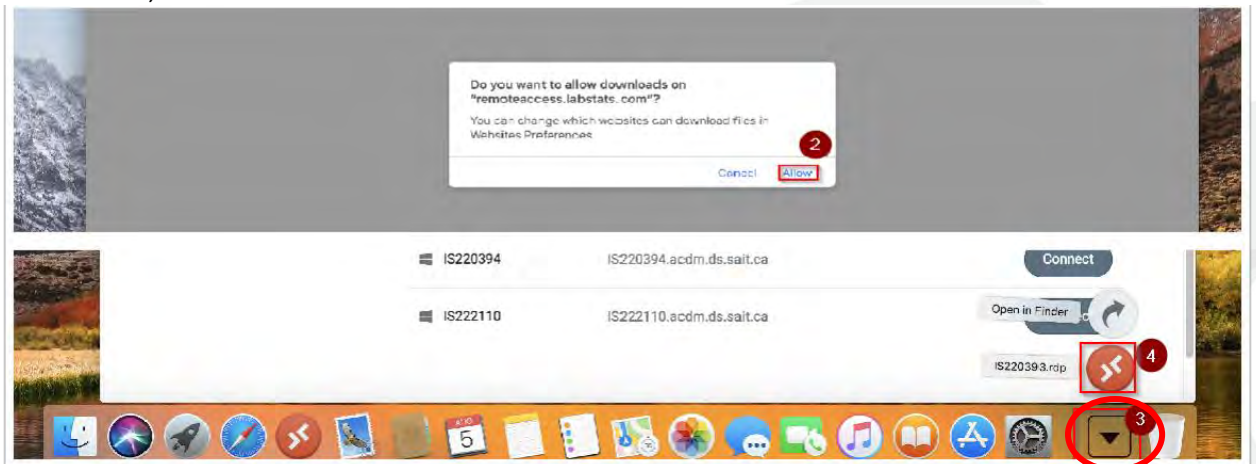 Do you want to allow downloads on
"remoteaccess.labstats.com"?
You can change which websites can download files in
Websites Preferences
2
Cancel Allow
IS220394 IS220394.acdm.ds.sait.ca Connect
IS222110 IS222110.acdm.ds.sait.ca
Open in Finder
IS220393.rdp 4
3
AUG
5